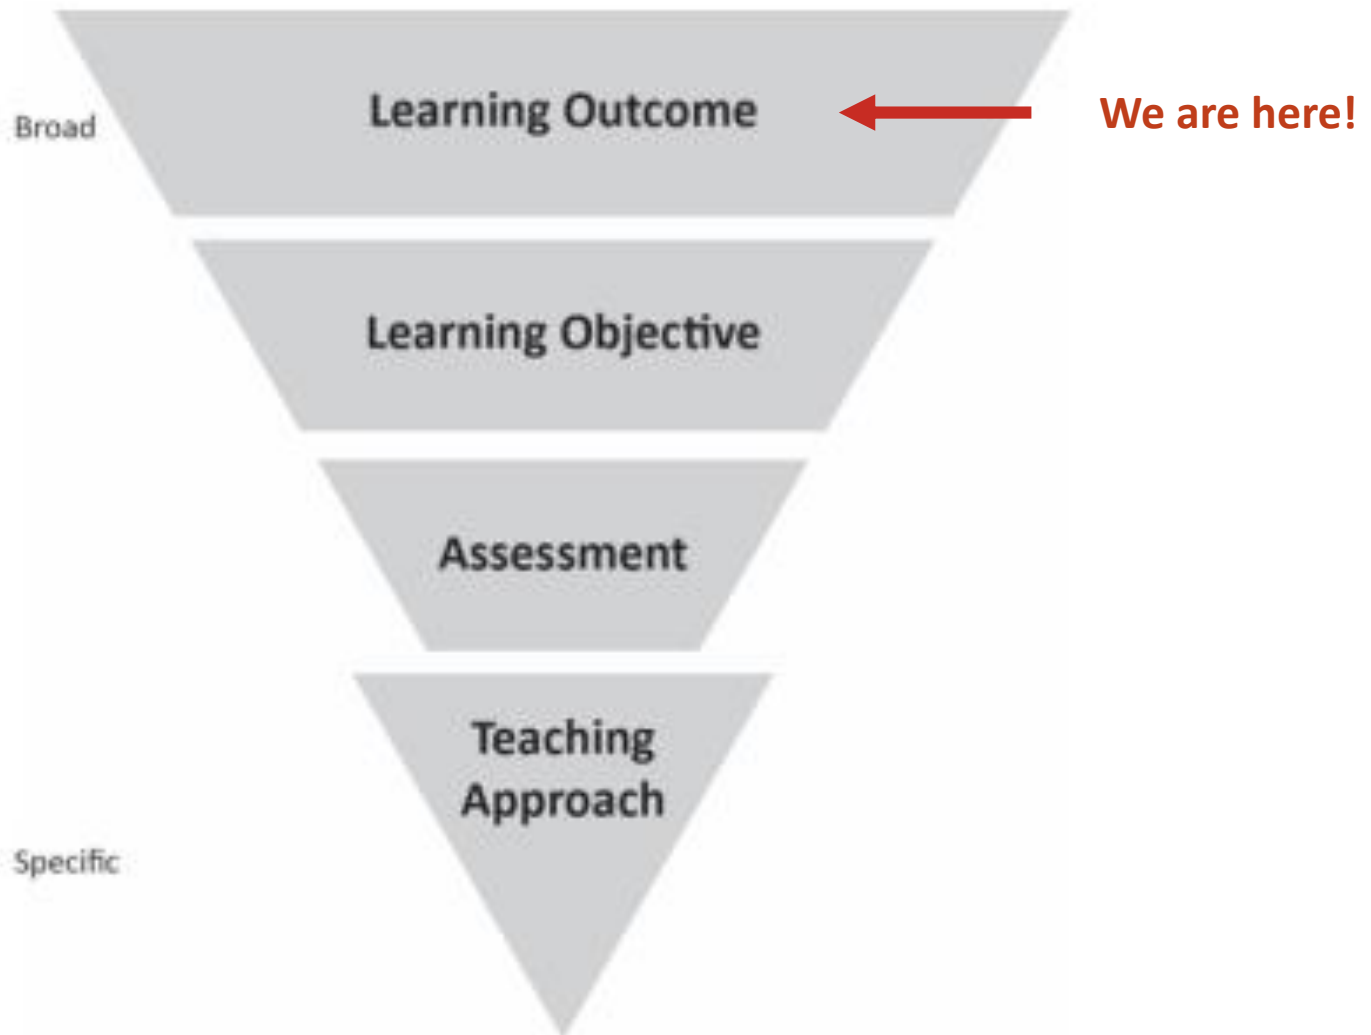 Learning Outcome
We are here!
Broad
Learning Objective
Assessment
Teaching
Approach
Specific